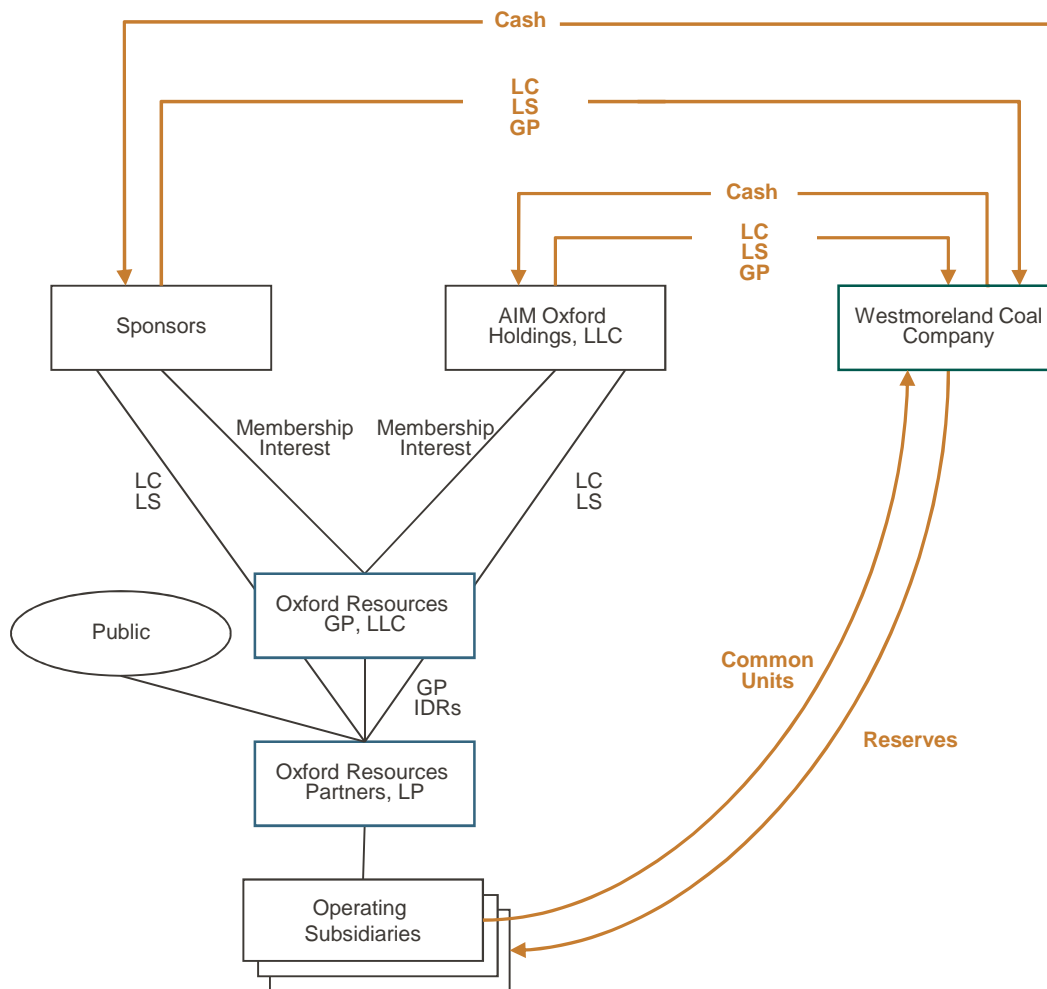 Cash
LC
LS
GP
Cash
LC
LS
GP
Sponsors
AIM Oxford
Holdings, LLC
Westmoreland Coal
Company
Membership
Interest
Membership
Interest
LC
LS
LC
LS
Oxford Resources
GP, LLC
Public
GP
IDRs
Common
Units
Reserves
Oxford Resources
Partners, LP
Operating
Subsidiaries